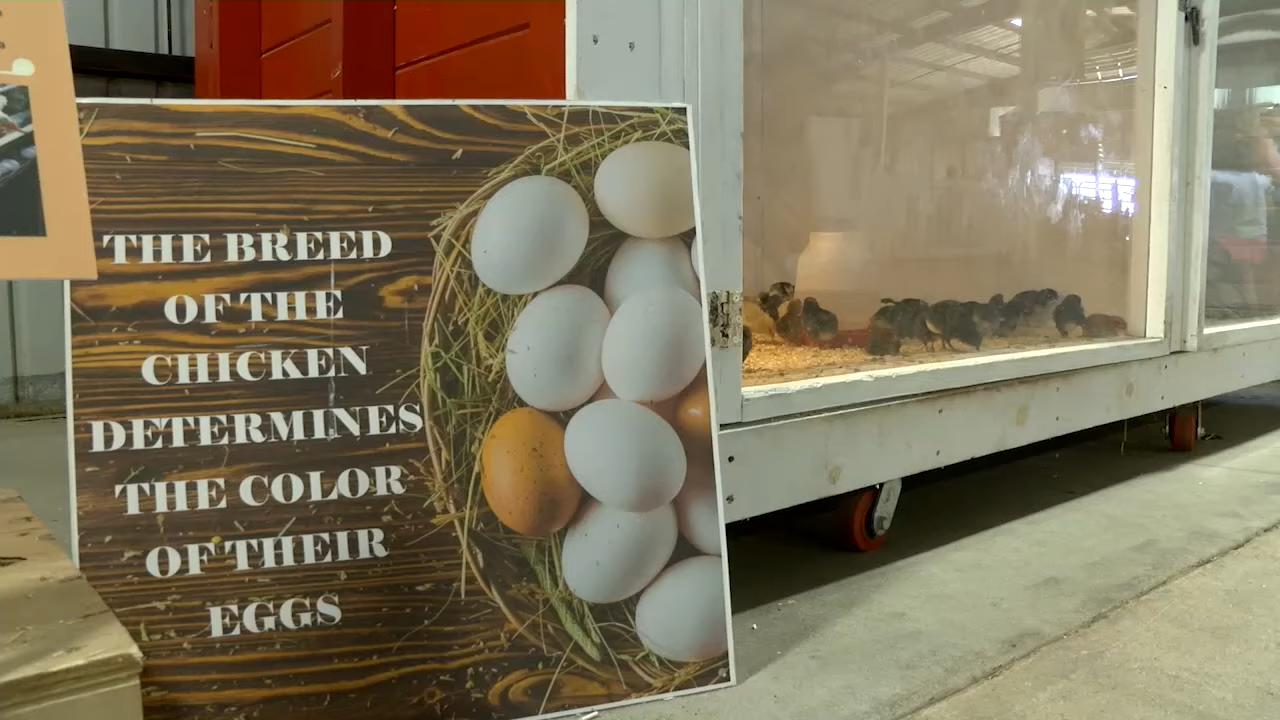 THE BREED
OF THE
CHICKEN
DETERMINES
THE COLOR
OF THEIR
EGGS